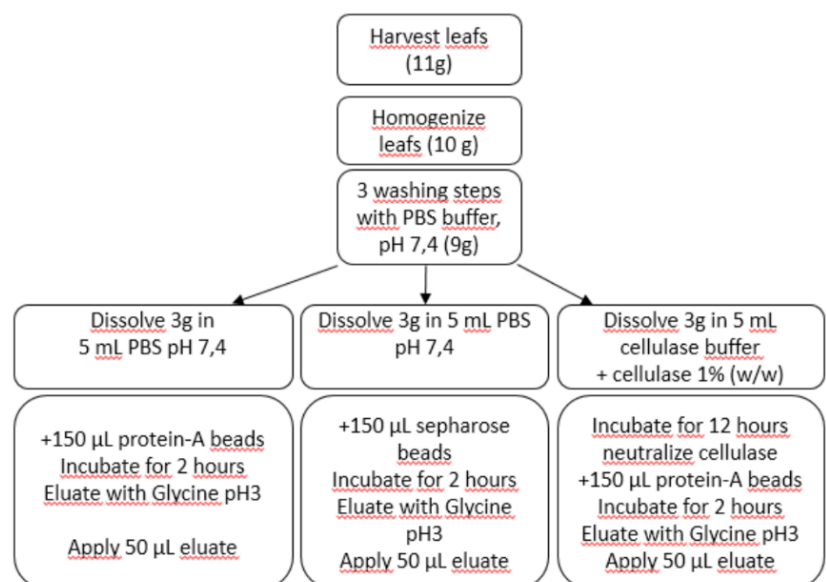 Harvest leafs
(11g)
Homogenize
leafs (10 g)
3 washing steps
with PBS buffer,
pH 7,4 (9g)
Dissolve 3g in
5 mL PBS pH 7,4
Dissolve 3g in 5 mL PBS
pH 7,4
Dissolve 3g in 5 mL
cellulase buffer
+ cellulase 1% (w/w)
+150 µL protein-A beads
Incubate for 2 hours
Eluate with Glycine pH3
Apply 50 µL eluate
+150 µL sepharose
beads
Incubate for 2 hours
Eluate with Glycine
pH3
Apply 50 µL eluate
Incubate for 12 hours
neutralize cellulase
+150 µL protein-A beads
Incubate for 2 hours
Eluate with Glycine pH3
Apply 50 µL eluate